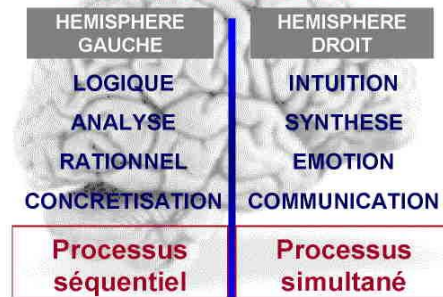 HEMISPHERE
GAUCHE
LOGIQUE
ANALYSE
RATIONNEL
CONCRETISATION
Processus
séquentiel
HEMISPHERE
DROIT
INTUITION
SYNTHESE
EMOTION
COMMUNICATION
Processus
simultané